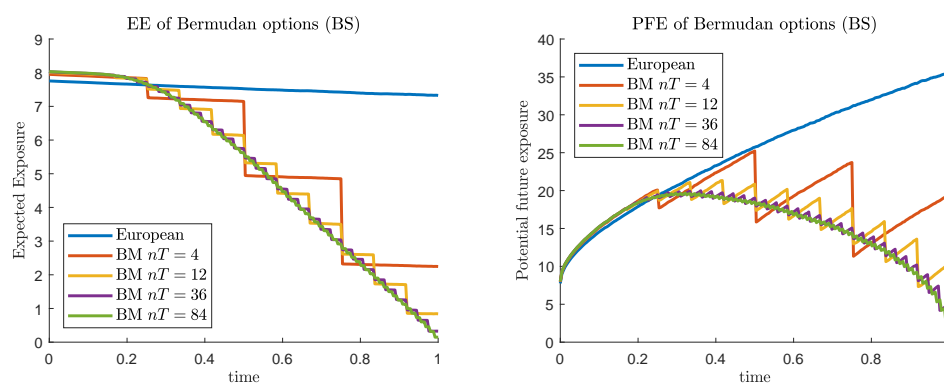 EE of Bermudan options (BS)
9
8
7
6
5
4
3
2
1
0
Expected Exposure
European
BM nT = 4
BM nT = 12
BM nT = 36
BM nT = 84
0 0.2 0.4 0.6 0.8 1
time
PFE of Bermudan options (BS)
40
35
30
25
20
15
10
5
0
Potential future exposure
European
BM nT = 4
BM nT = 12
BM nT = 36
BM nT = 84
0 0.2 0.4 0.6 0.8
time